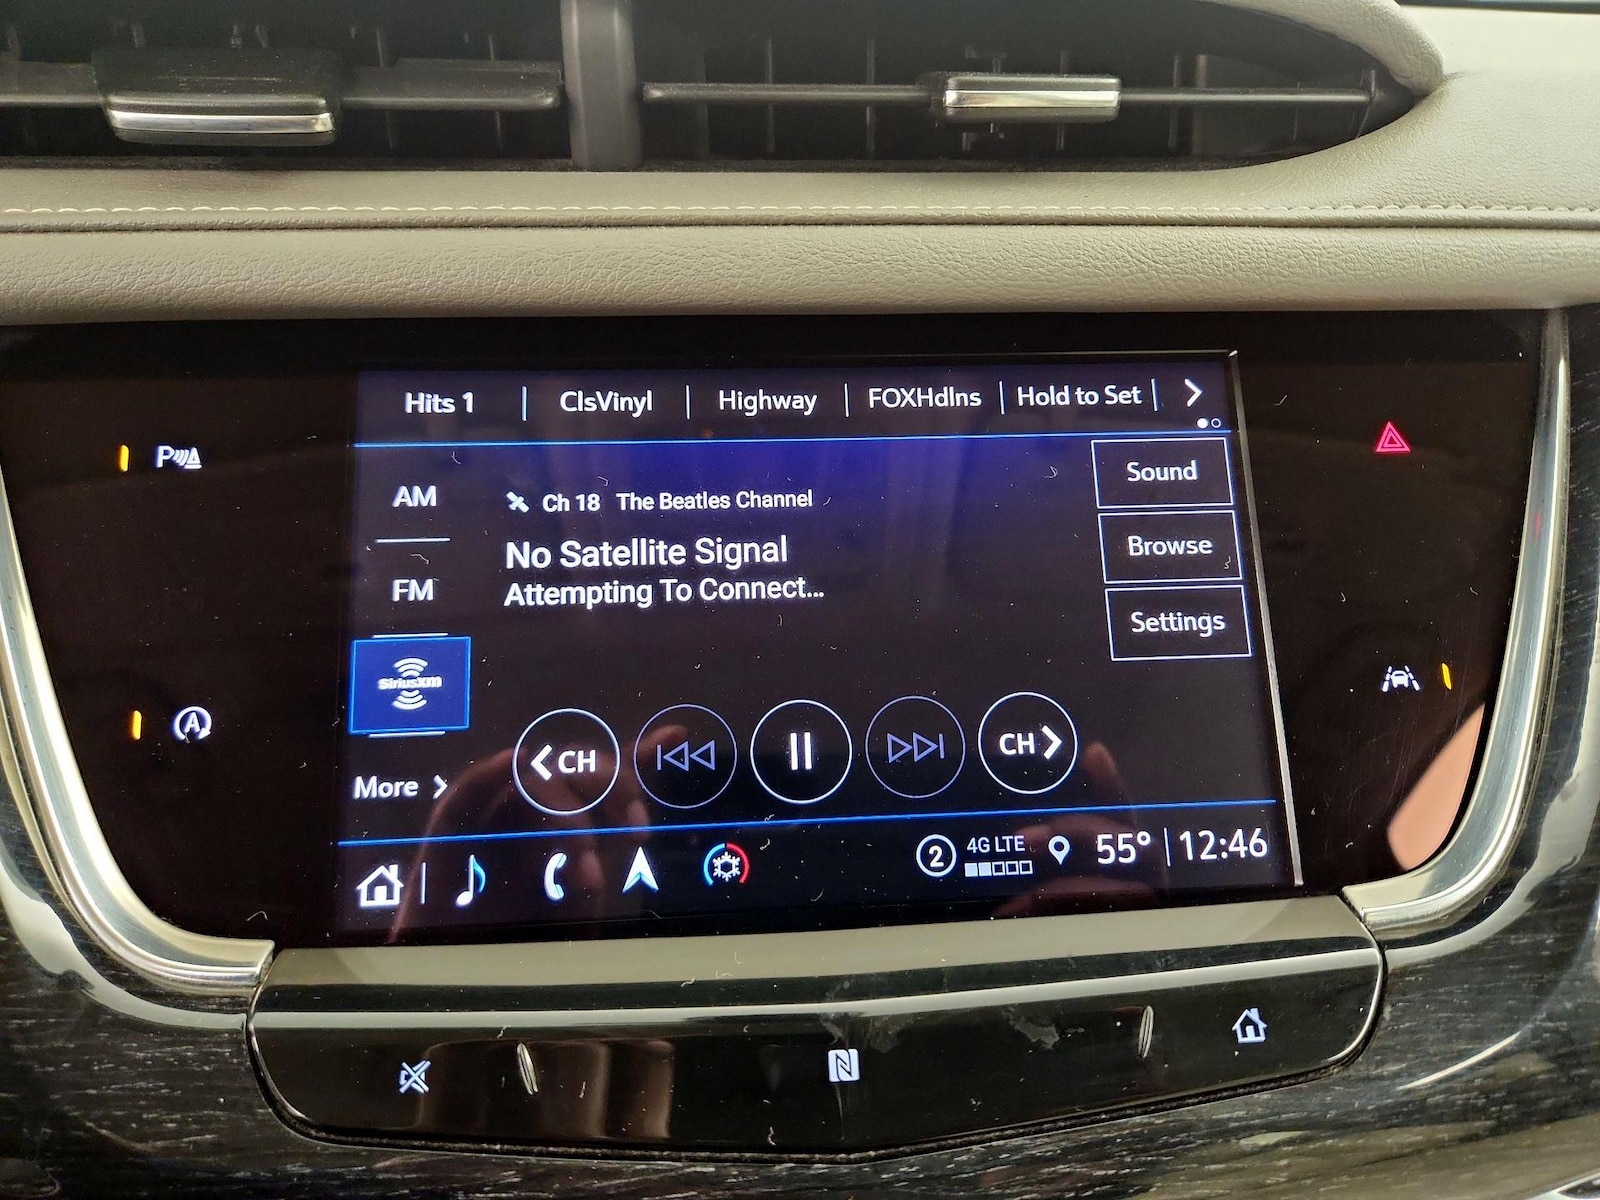 Hits 1
ClsVinyl
Highway
FOXHdlns
Hold to Set
AM
Ch 18 The Beatles Channel
Sound
No Satellite Signal
Browse
FM
Attempting To Connect...
Settings
SiriusXM
CH
CH
More
2
4G LTE
55°
12:46
P
A
N